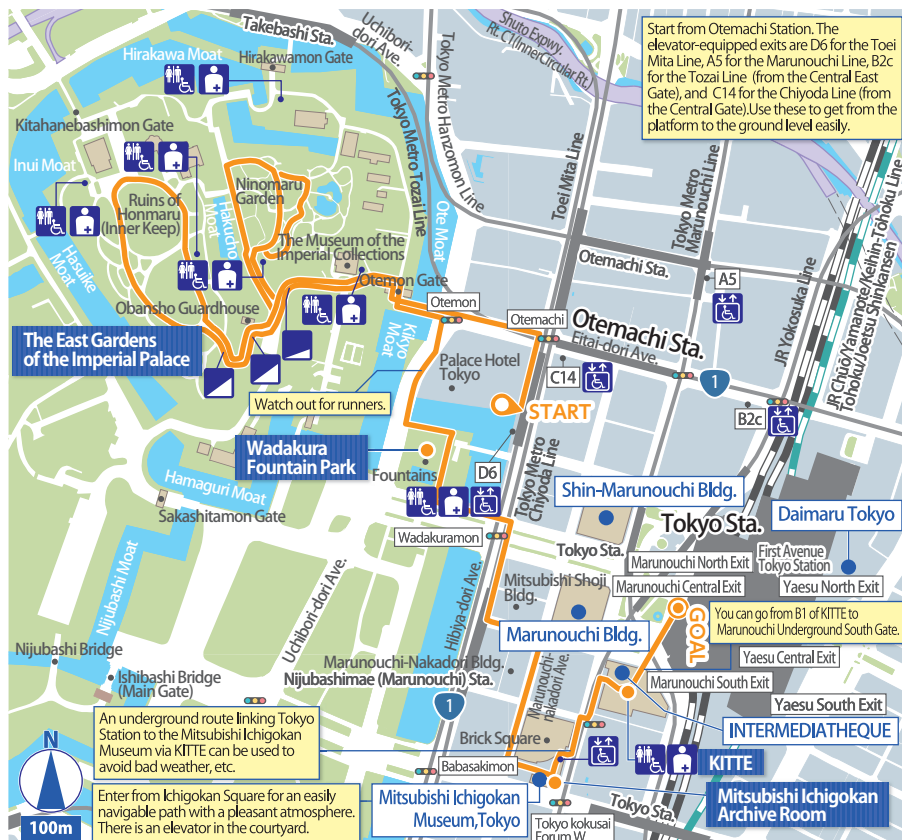 Takebashi Sta.
Uchibori-
dori Ave.
Shuto Expwy.
Rt. C1(InnerCircular Rt.)
Start from Otemachi Station. The
elevator-equipped exits are D6 for the Toei
Mita Line, A5 for the Marunouchi Line, B2c
for the Tozai Line (from the Central East
Gate), and C14 for the Chiyoda Line (from
the Central Gate).Use these to get from the
platform to the ground level easily.
Hirakawa Moat
Hirakawamon Gate
Tokyo Metro Hanzomon Line
Tokyo Metro Tozai Line
Kitahanebashimon Gate
Inui Moat
Toei Mita Line
Tokyo Metro
Marunouchi Line
JR Chuo/Yamanote/Keihin-Tohoku Line
Tohoku/Joetsu Shinkansen
JR Yokosuka Line
Ruins of
Honmaru
(Inner Keep)
Ninomaru
Garden
Hakucho
Moat
Ote Moat
Hasuike
Moat
The Museum of the
Imperial Collections
Otemon Gate
Otemachi Sta.
A5
Obansho Guardhouse
Otemon
Otemachi
Otemachi Sta.
Eitai-dori Ave.
The East Gardens
of the Imperial Palace
Kikyo
Moat
Palace Hotel
Tokyo
C14
1
B2c
Watch out for runners.
START
Wadakura
Fountain Park
Fountains
D6
Tokyo Metro
Chiyoda Line
Hamaguri Moat
Sakashitamon Gate
Shin-Marunouchi Bldg.
Tokyo Sta.
Daimaru Tokyo
Wadakuramon
Tokyo Sta.
Marunouchi North Exit
First Avenue
Tokyo Station
Marunouchi Central Exit
Yaesu North Exit
Nijubashi Moat
Uchibori-dori Ave.
Hibiya-dori Ave.
Mitsubishi Shoji
Bldg.
GOAL
You can go from B1 of KITTE to
Marunouchi Underground South Gate.
Marunouchi Bldg.
Yaesu Central Exit
Nijubashi Bridge
Ishibashi Bridge
(Main Gate)
Marunouchi-Nakadori Bldg.
Nijubashimae (Marunouchi) Sta.
Marunouchi-
nakadori Ave.
Marunouchi South Exit
Yaesu South Exit
1
An underground route linking Tokyo
Station to the Mitsubishi Ichigokan
Museum via KITTE can be used to
avoid bad weather, etc.
Brick Square
INTERMEDIATHEQUE
Babasakimon
KITTE
N
100m
Enter from Ichigokan Square for an easily
navigable path with a pleasant atmosphere.
There is an elevator in the courtyard.
Mitsubishi Ichigokan
Museum,Tokyo
Mitsubishi Ichigokan
Archive Room
Tokyo Sta.
Tokyo kokusai
Forum W.